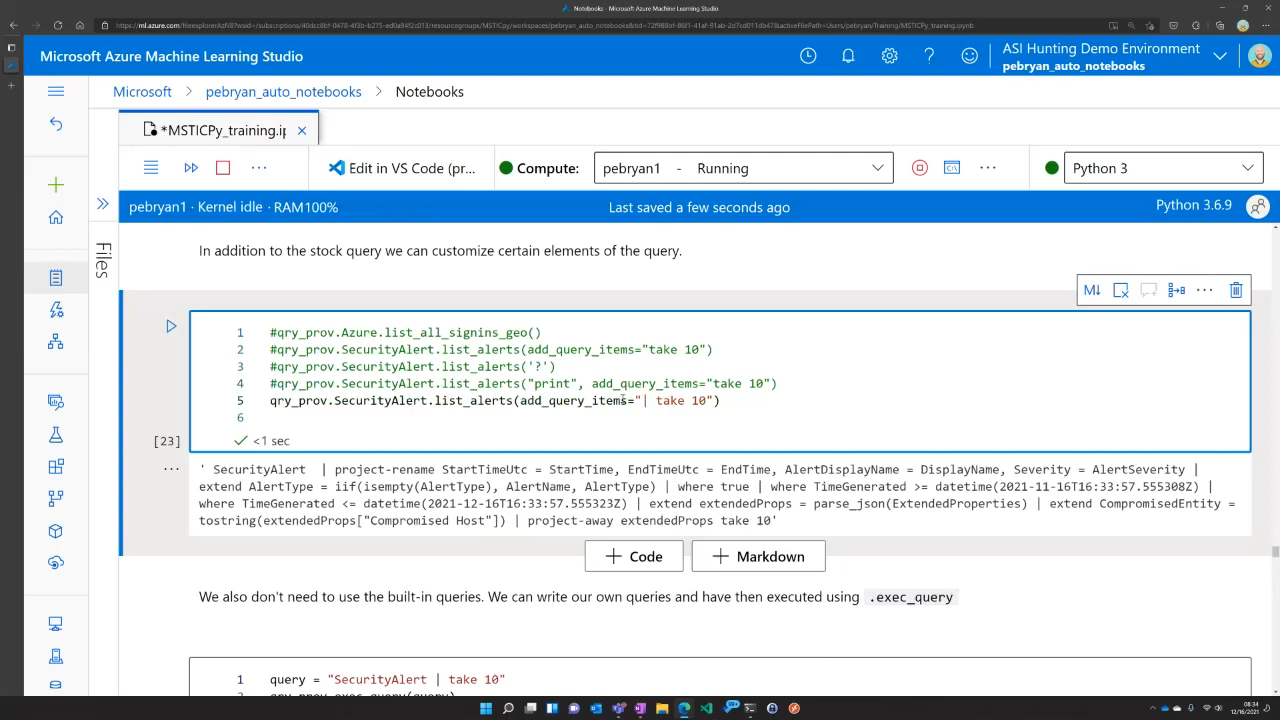 Notebooks - Microsoft Azure
Microsoft Azure Machine Learning Studio
ASI Hunting Demo Environment
pebryan_auto_notebooks
Microsoft > pebryan_auto_notebooks > Notebooks
*MSTICPy_training.ip
Edit in VS Code (pr...
Compute:
pebryan1 - Running
Python 3
pebryan1 · Kernel idle · RAM100%
Last saved a few seconds ago
Python 3.6.9
Files
In addition to the stock query we can customize certain elements of the query.
M↓
1 #qry_prov.Azure.list_all_signins_geo()
2 #qry_prov.SecurityAlert.list_alerts(add_query_items="take 10")
3 #qry_prov.SecurityAlert.list_alerts('?')
4 #qry_prov.SecurityAlert.list_alerts("print", add_query_items="take 10")
5 qry_prov.SecurityAlert.list_alerts(add_query_items="| take 10")
6
[23]
<1 sec
' SecurityAlert | project-rename StartTimeUtc = StartTime, EndTimeUtc = EndTime, AlertDisplayName = DisplayName, Severity = AlertSeverity |
extend AlertType = iif(isempty(AlertType), AlertName, AlertType) | where true | where TimeGenerated >= datetime(2021-11-16T16:33:57.555308Z) |
where TimeGenerated <= datetime(2021-12-16T16:33:57.555323Z) | extend extendedProps = parse_json(ExtendedProperties) | extend CompromisedEntity =
tostring(extendedProps["Compromised Host"]) | project-away extendedProps take 10'
+ Code
+ Markdown
We also don't need to use the built-in queries. We can write our own queries and have then executed using .exec_query
1 query = "SecurityAlert | take 10"
08:34
12/16/2021